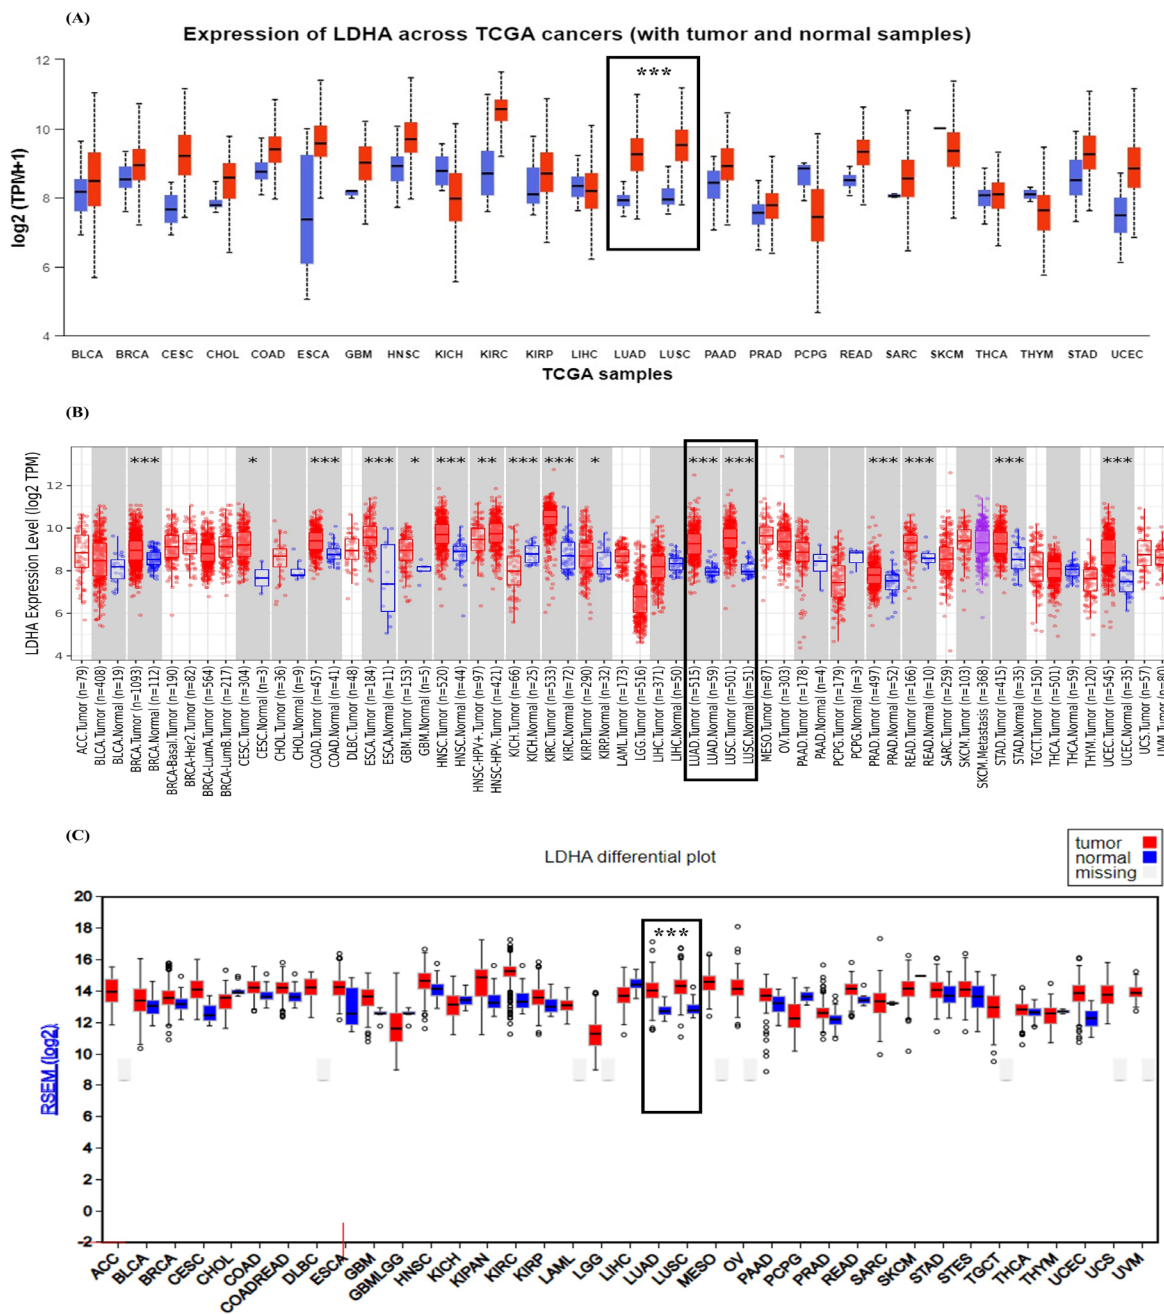 (A)
Expression of LDHA across TCGA cancers (with tumor and normal samples)
log2 (TPM+1)
12
10
8
6
4
***
BLCA BRCA CESC CHOL COAD ESCA GBM HNSC KICH KIRC KIRP LIHC LUAD LUSC PAAD PRAD PCPG READ SARC SKCM THCA THYM STAD UCEC
TCGA samples
(B)
LDHA Expression Level (log2 TPM)
12
10
8
6
4
*** * *** *** * *** ** *** *** * *** *** *** *** *** ***
ACC.Tumor (n=79)
BLCA.Tumor (n=408)
BLCA.Normal (n=19)
BRCA.Tumor (n=1093)
BRCA.Normal (n=112)
BRCA-Basal.Tumor (n=190)
BRCA-Her2.Tumor (n=82)
BRCA-LumA.Tumor (n=564)
BRCA-LumB.Tumor (n=217)
CESC.Tumor (n=304)
CESC.Normal (n=3)
CHOL.Tumor (n=36)
CHOL.Normal (n=9)
COAD.Tumor (n=457)
COAD.Normal (n=41)
DLBC.Tumor (n=48)
ESCA.Tumor (n=184)
ESCA.Normal (n=11)
GBM.Tumor (n=153)
GBM.Normal (n=5)
HNSC.Tumor (n=520)
HNSC.Normal (n=44)
HNSC-HPV+.Tumor (n=97)
HNSC-HPV-.Tumor (n=421)
KICH.Tumor (n=66)
KICH.Normal (n=25)
KIRC.Tumor (n=533)
KIRC.Normal (n=72)
KIRP.Tumor (n=290)
KIRP.Normal (n=32)
LAML.Tumor (n=173)
LGG.Tumor (n=516)
LIHC.Tumor (n=371)
LIHC.Normal (n=50)
LUAD.Tumor (n=515)
LUAD.Normal (n=59)
LUSC.Tumor (n=501)
LUSC.Normal (n=51)
MESO.Tumor (n=87)
OV.Tumor (n=303)
PAAD.Tumor (n=178)
PAAD.Normal (n=4)
PCPG.Tumor (n=179)
PCPG.Normal (n=3)
PRAD.Tumor (n=497)
PRAD.Normal (n=52)
READ.Tumor (n=166)
READ.Normal (n=10)
SARC.Tumor (n=259)
SKCM.Tumor (n=103)
SKCM.Metastasis (n=368)
STAD.Tumor (n=415)
STAD.Normal (n=35)
TGCT.Tumor (n=150)
THCA.Tumor (n=501)
THCA.Normal (n=59)
THYM.Tumor (n=120)
UCEC.Tumor (n=545)
UCEC.Normal (n=35)
UCS.Tumor (n=57)
UVM.Tumor (n=80)
(C)
LDHA differential plot
tumor
normal
missing
RSEM (log2)
20
18
16
14
12
10
8
6
4
2
0
-2
***
ACC BLCA BRCA CESC CHOL COAD COADREAD DLBC ESCA GBM GBMLGG HNSC KICH KIPAN KIRC KIRP LAML LGG LIHC LUAD LUSC MESO OV PAAD PCPG PRAD READ SARC SKCM STAD STES TGCT THCA THYM UCEC UCS UVM